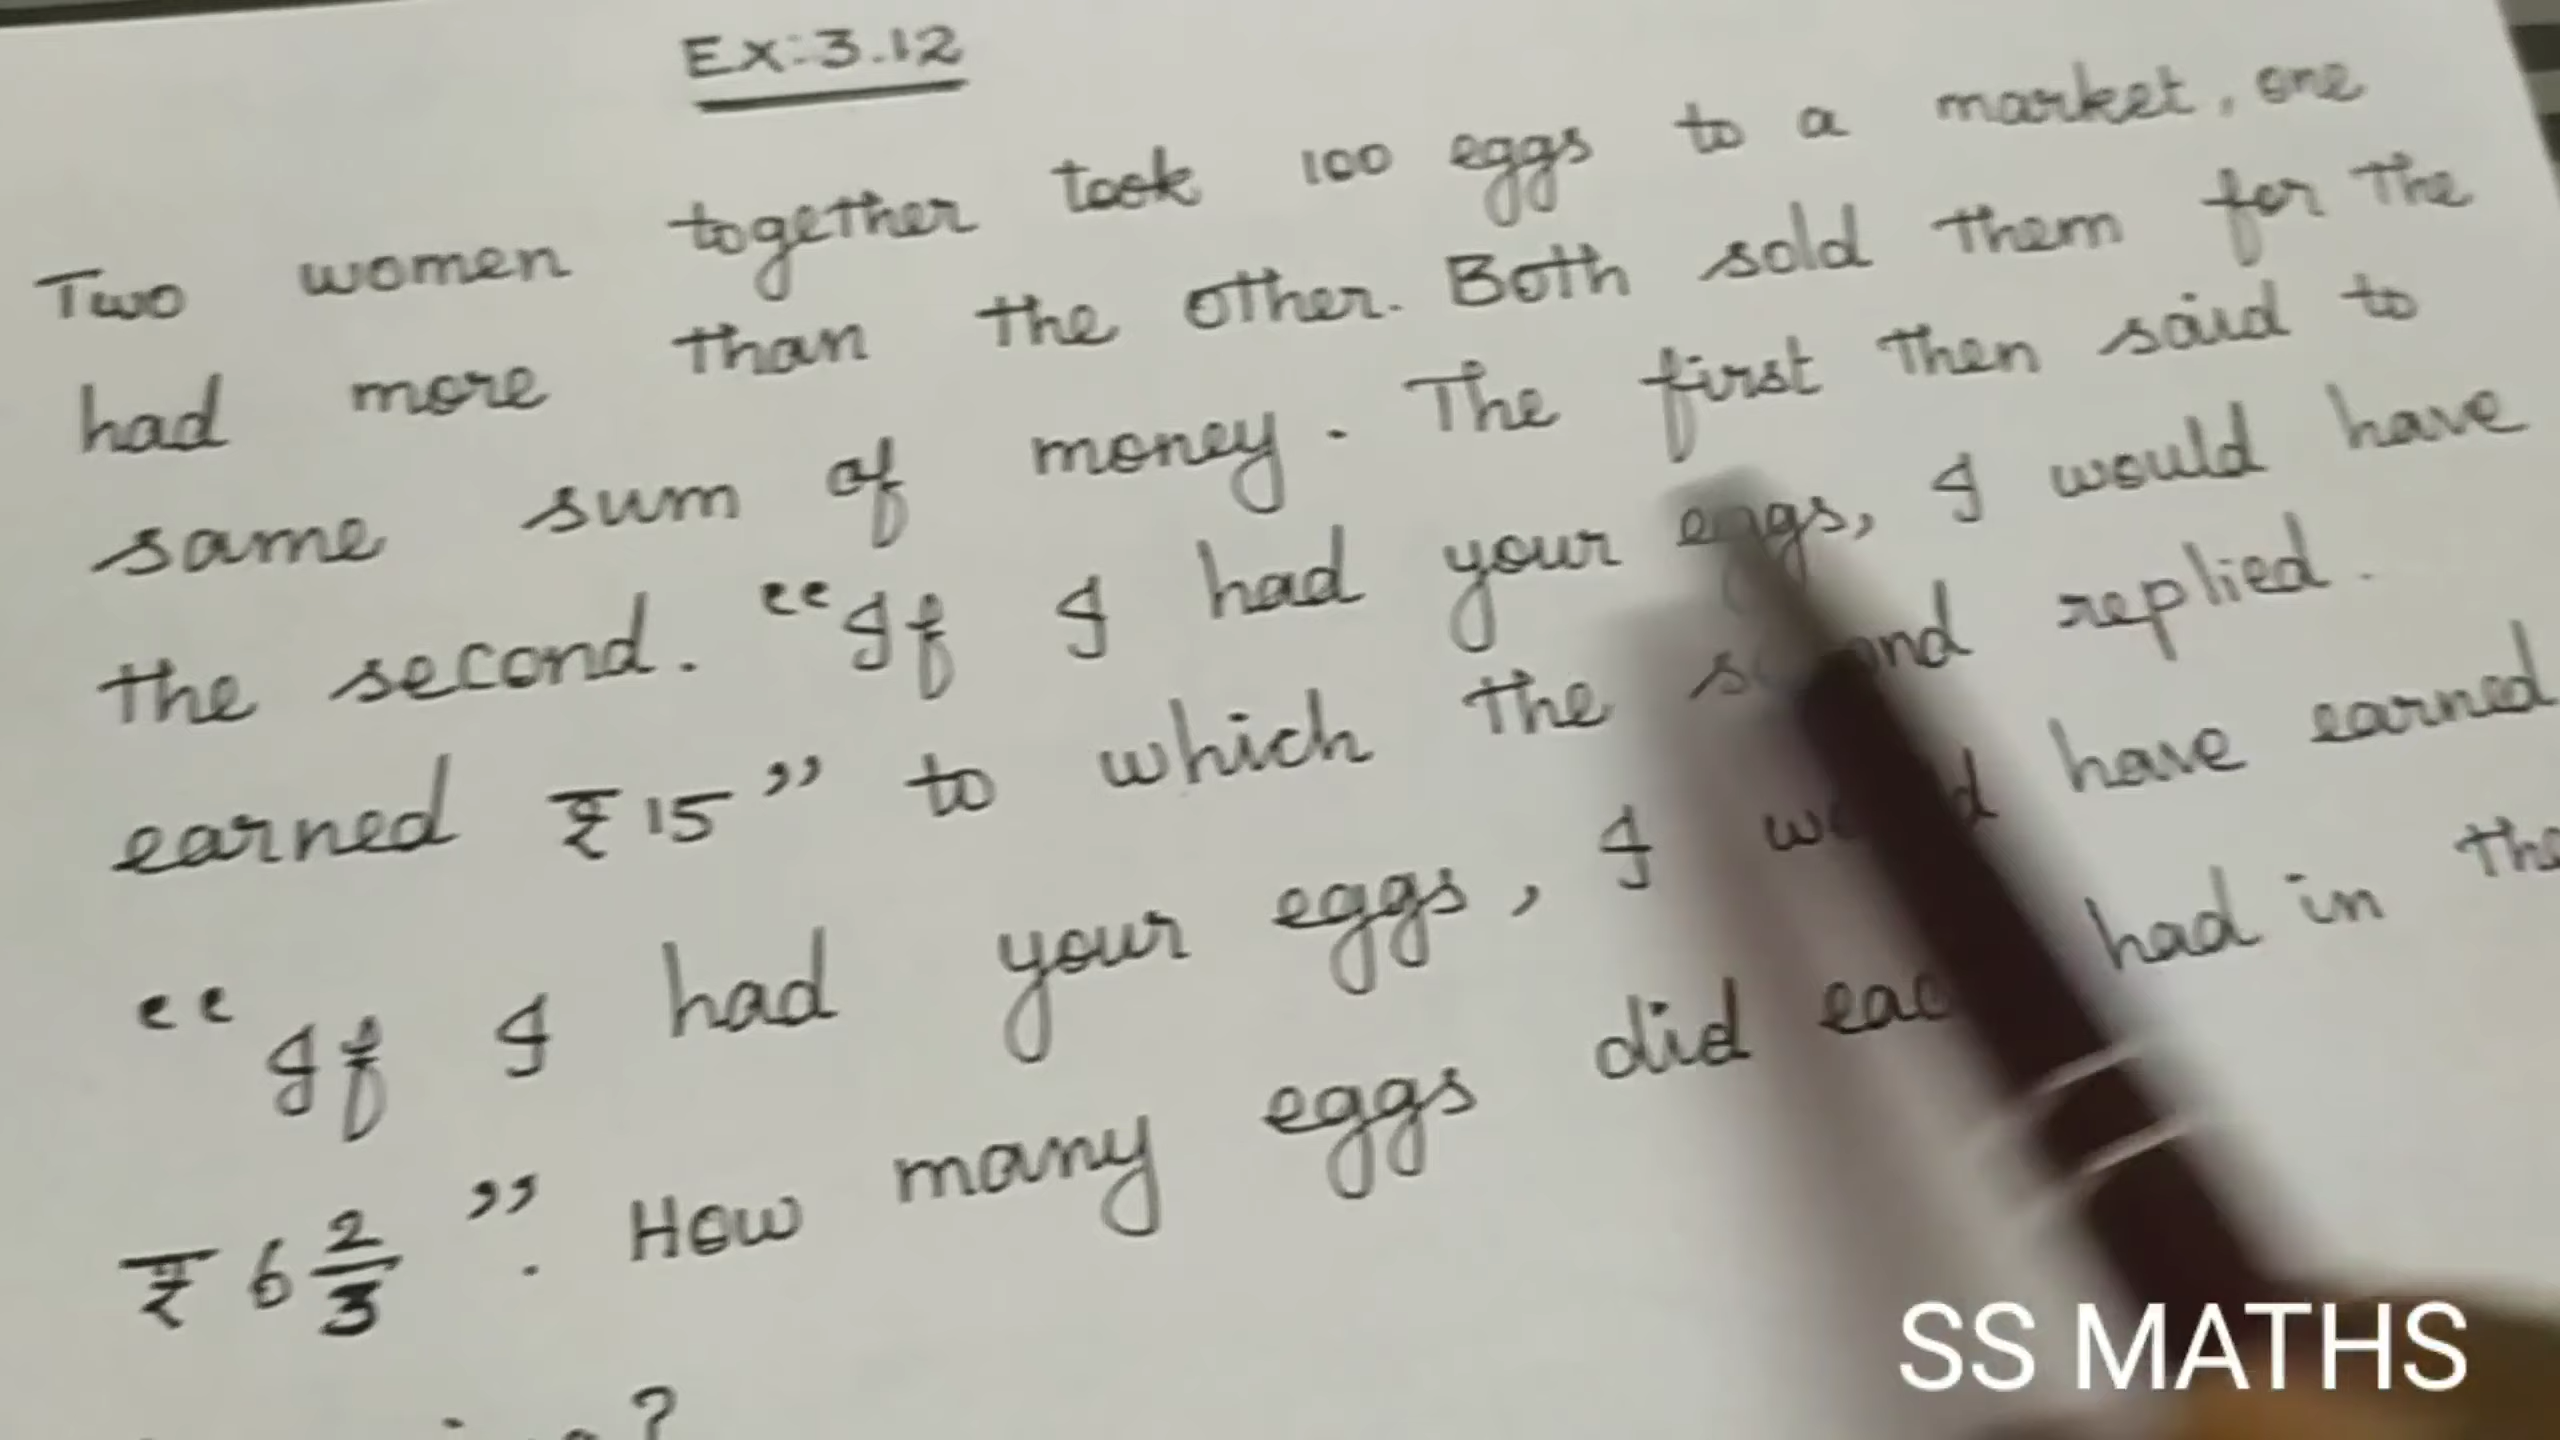 Ex:3.12
Two women together took 100 eggs to a market, one
had more than the other. Both sold them for the
same sum of money. The first then said to
the second. "If I had your eggs, I would have
earned ₹15" to which the second replied.
"If I had your eggs, I would have earned
₹6 2/3". How many eggs did each had in the
?
SS MATHS